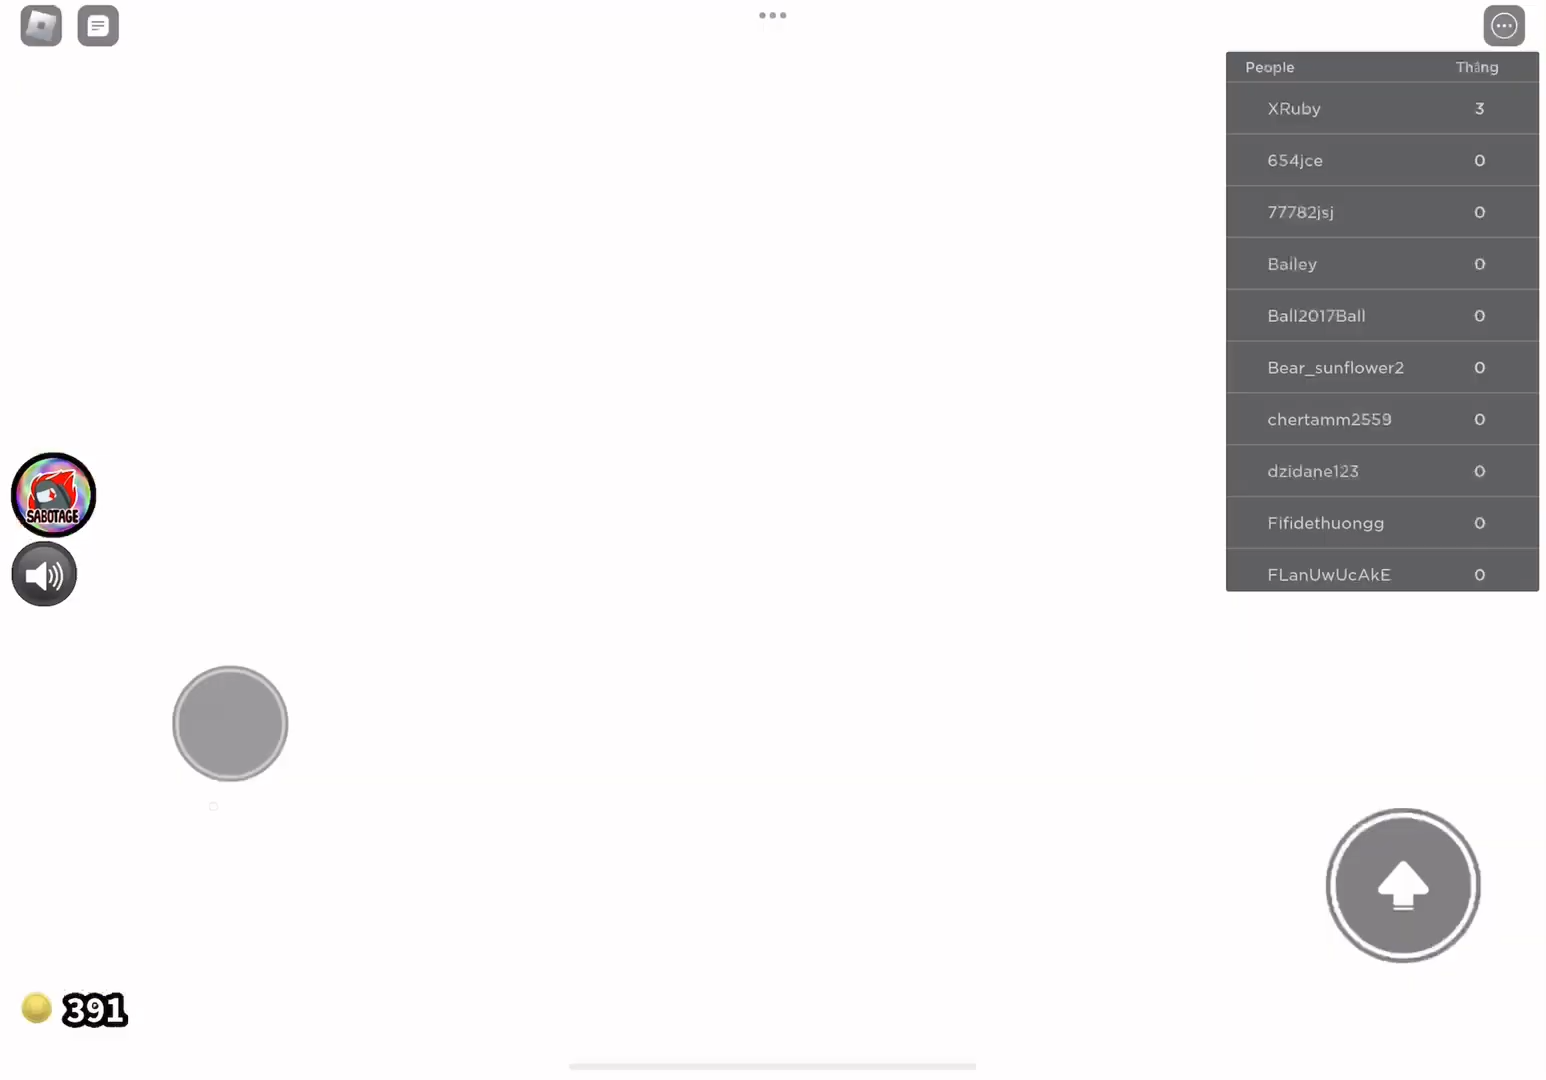 People Thắng
XRuby 3
654jce 0
77782jsj 0
Bailey 0
Ball2017Ball 0
Bear_sunflower2 0
chertamm2559 0
dzidane123 0
Fifidethuongg 0
FLanUwUcAkE 0
SABOTAGE
391